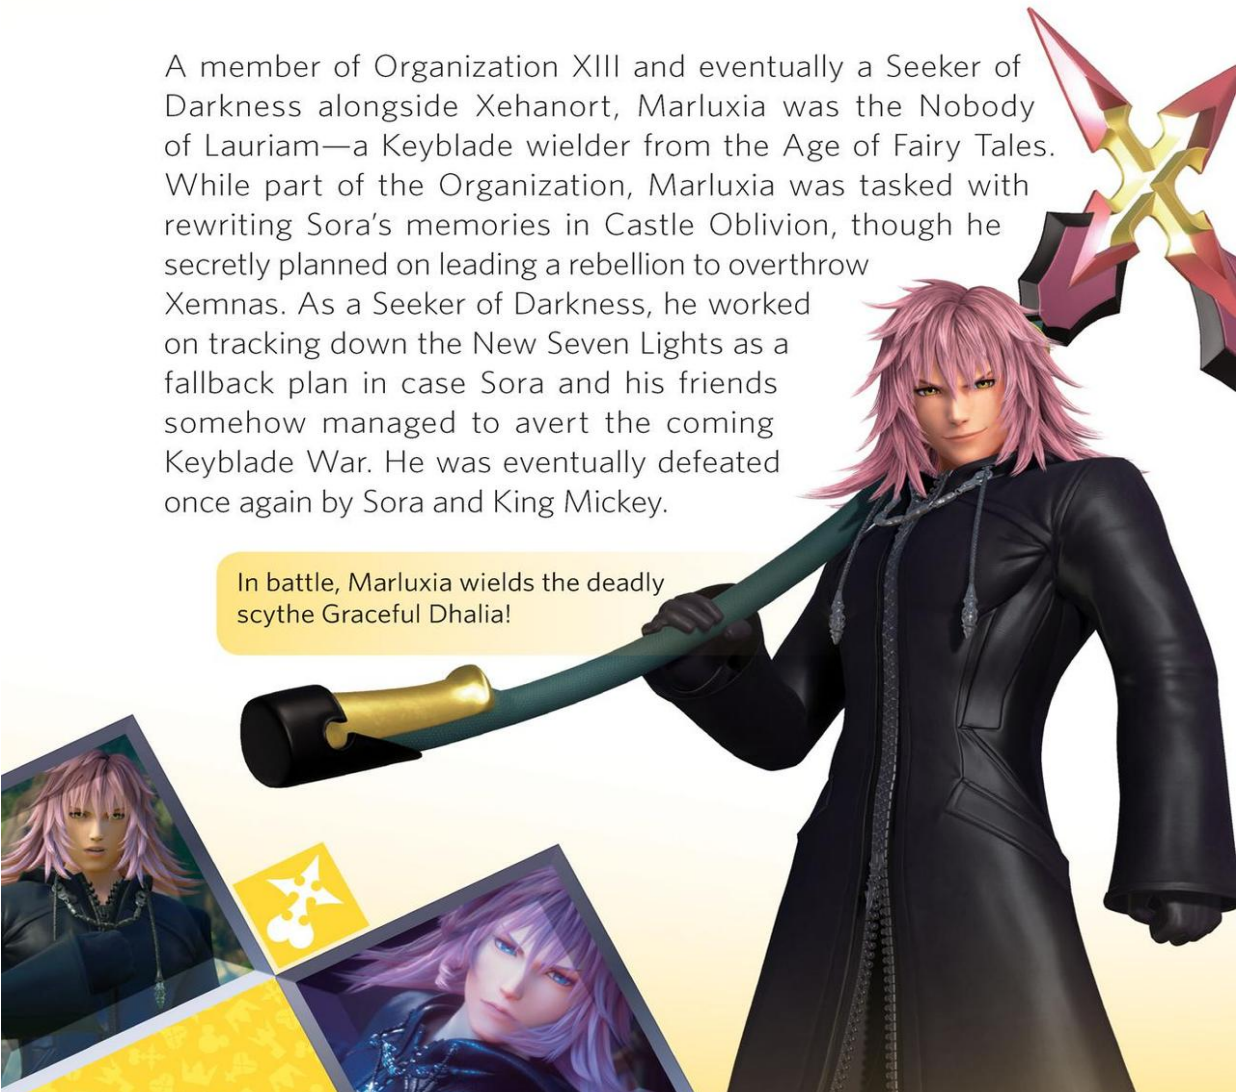 A member of Organization XIII and eventually a Seeker of
Darkness alongside Xehanort, Marluxia was the Nobody
of Lauriam—a Keyblade wielder from the Age of Fairy Tales.
While part of the Organization, Marluxia was tasked with
rewriting Sora’s memories in Castle Oblivion, though he
secretly planned on leading a rebellion to overthrow
Xemnas. As a Seeker of Darkness, he worked
on tracking down the New Seven Lights as a
fallback plan in case Sora and his friends
somehow managed to avert the coming
Keyblade War. He was eventually defeated
once again by Sora and King Mickey.
In battle, Marluxia wields the deadly
scythe Graceful Dhalia!